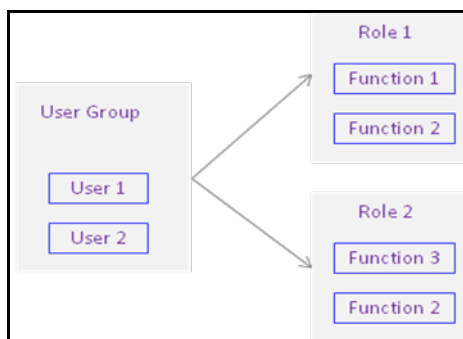 User Group
User 1
User 2
Role 1
Function 1
Function 2
Role 2
Function 3
Function 2